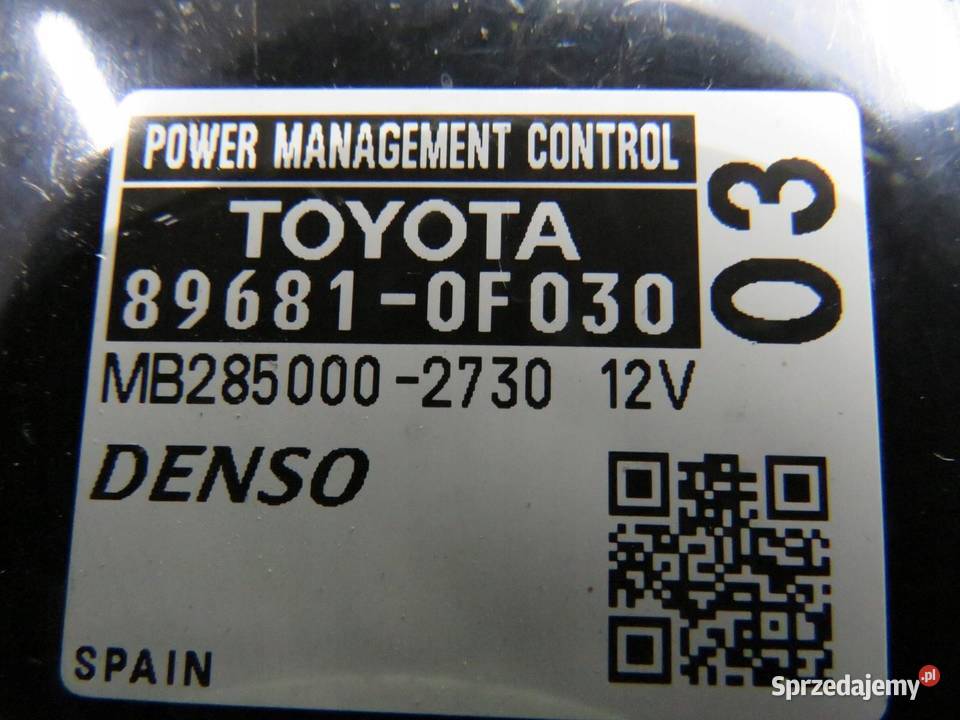 POWER MANAGEMENT CONTROL
TOYOTA
89681-0F030
03
MB285000-2730 12V
DENSO
SPAIN
Sprzedajemy.pl